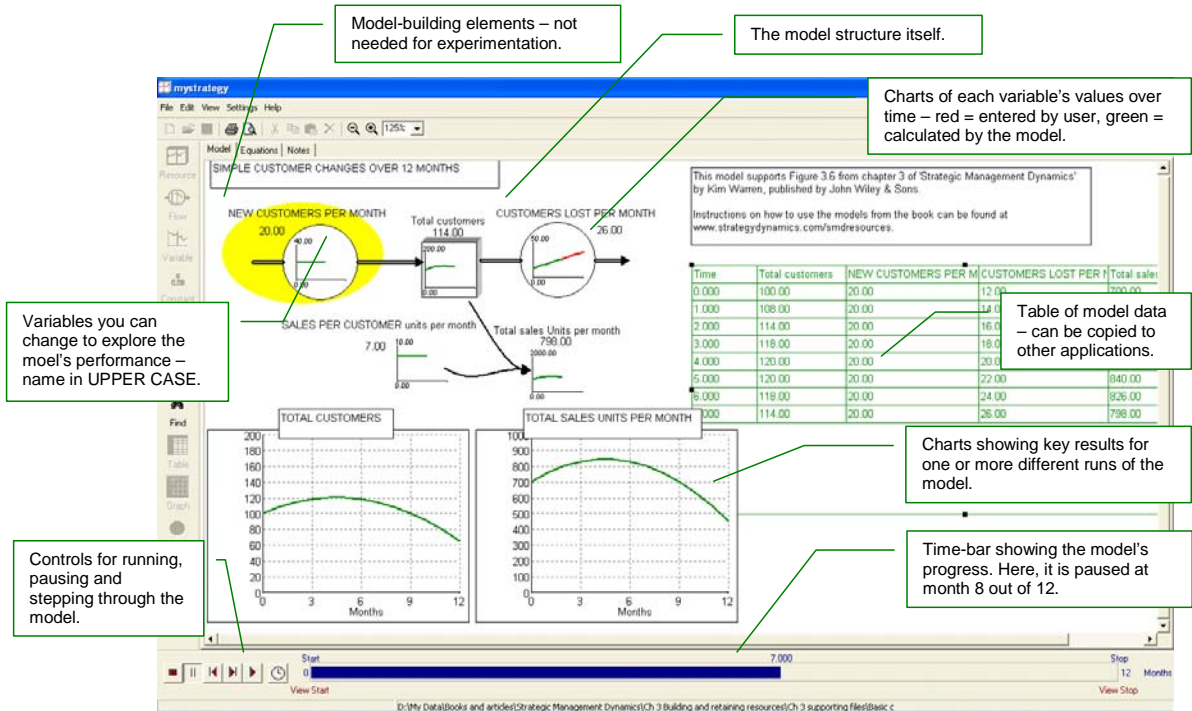 Model-building elements – not
needed for experimentation.
The model structure itself.
Charts of each variable's values over
time – red = entered by user, green =
calculated by the model.
mystrategy
File Edit View Settings Help
125%
Model Equations Notes
Resource
Flow
Variable
Constant
Find
Table
Graph
SIMPLE CUSTOMER CHANGES OVER 12 MONTHS
This model supports Figure 3.6 from chapter 3 of 'Strategic Management Dynamics'
by Kim Warren, published by John Wiley & Sons.
Instructions on how to use the models from the book can be found at
www.strategydynamics.com/smdresources.
NEW CUSTOMERS PER MONTH
20.00
40.00
0.00
Total customers
114.00
200.00
0.00
CUSTOMERS LOST PER MONTH
26.00
50.00
0.00
SALES PER CUSTOMER units per month
7.00
10.00
0.00
Total sales Units per month
798.00
2000.00
0.00
Variables you can
change to explore the
moel's performance –
name in UPPER CASE.
Time Total customers NEW CUSTOMERS PER M CUSTOMERS LOST PER Total sales
0.000 100.00 20.00 12.00 700.00
1.000 108.00 20.00 14.00
2.000 114.00 20.00 16.0
3.000 118.00 20.00 18.0
4.000 120.00 20.00 20.0
5.000 120.00 20.00 22.00 840.00
6.000 118.00 20.00 24.00 826.00
.000 114.00 20.00 26.00 798.00
Table of model data
– can be copied to
other applications.
TOTAL CUSTOMERS
200
180
160
140
120
100
80
60
40
20
0
0 3 6 9 12
Months
TOTAL SALES UNITS PER MONTH
1000
900
800
700
600
500
400
300
200
100
0
0 3 6 9 12
Months
Charts showing key results for
one or more different runs of the
model.
Controls for running,
pausing and
stepping through the
model.
Time-bar showing the model's
progress. Here, it is paused at
month 8 out of 12.
Start 7.000 Stop
0 12 Months
View Start View Stop
D:\My Data\Books and articles\Strategic Management Dynamics\Ch 3 Building and retaining resources\Ch 3 supporting files\Basic c